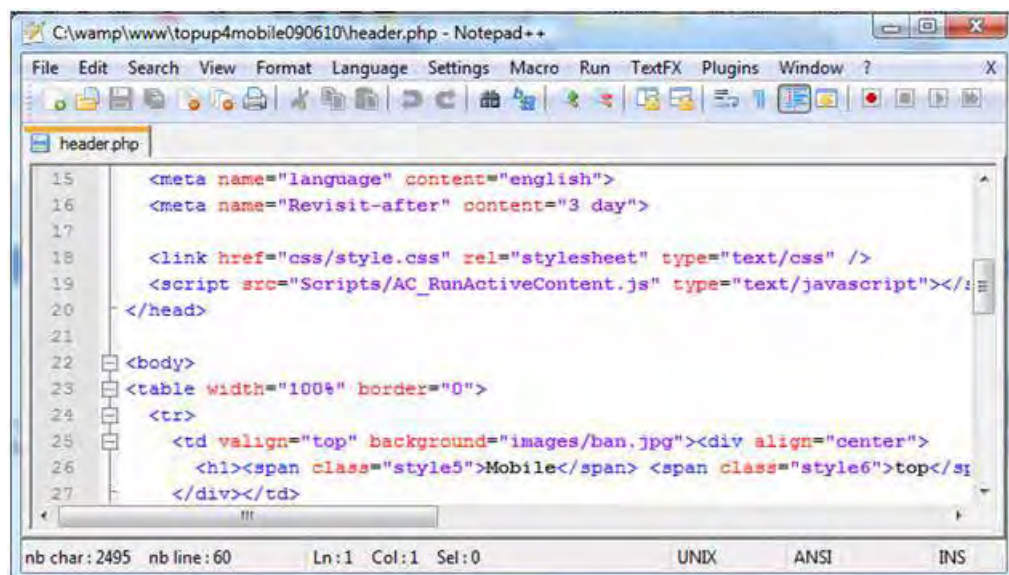 C:\wamp\www\topup4mobile090610\header.php - Notepad++
File Edit Search View Format Language Settings Macro Run TextFX Plugins Window ? X
header.php
15 <meta name="language" content="english">
16 <meta name="Revisit-after" content="3 day">
17
18 <link href="css/style.css" rel="stylesheet" type="text/css" />
19 <script src="Scripts/AC_RunActiveContent.js" type="text/javascript"></
20 </head>
21
22 <body>
23 <table width="100%" border="0">
24 <tr>
25 <td valign="top" background="images/ban.jpg"><div align="center">
26 <h1><span class="style5">Mobile</span> <span class="style6">top</
27 </div></td>
nb char : 2495 nb line : 60 Ln : 1 Col : 1 Sel : 0 UNIX ANSI INS